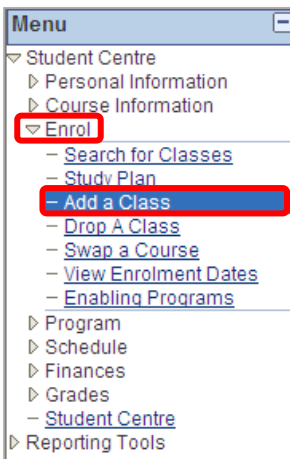 Menu
Student Centre
Personal Information
Course Information
Enrol
– Search for Classes
– Study Plan
– Add a Class
– Drop A Class
– Swap a Course
– View Enrolment Dates
– Enabling Programs
Program
Schedule
Finances
Grades
– Student Centre
Reporting Tools